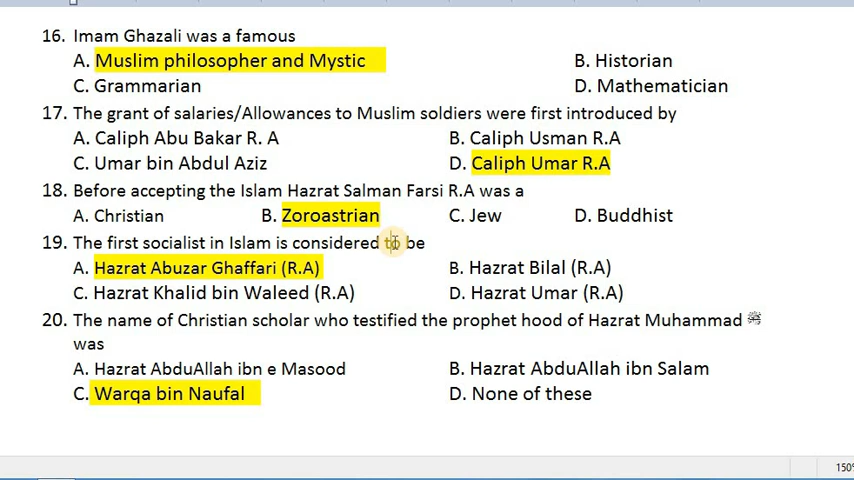 16. Imam Ghazali was a famous
A. Muslim philosopher and Mystic B. Historian
C. Grammarian D. Mathematician
17. The grant of salaries/Allowances to Muslim soldiers were first introduced by
A. Caliph Abu Bakar R. A B. Caliph Usman R.A
C. Umar bin Abdul Aziz D. Caliph Umar R.A
18. Before accepting the Islam Hazrat Salman Farsi R.A was a
A. Christian B. Zoroastrian C. Jew D. Buddhist
19. The first socialist in Islam is considered to be
A. Hazrat Abuzar Ghaffari (R.A) B. Hazrat Bilal (R.A)
C. Hazrat Khalid bin Waleed (R.A) D. Hazrat Umar (R.A)
20. The name of Christian scholar who testified the prophet hood of Hazrat Muhammad ﷺ
was
A. Hazrat AbduAllah ibn e Masood B. Hazrat AbduAllah ibn Salam
C. Warqa bin Naufal D. None of these
150%